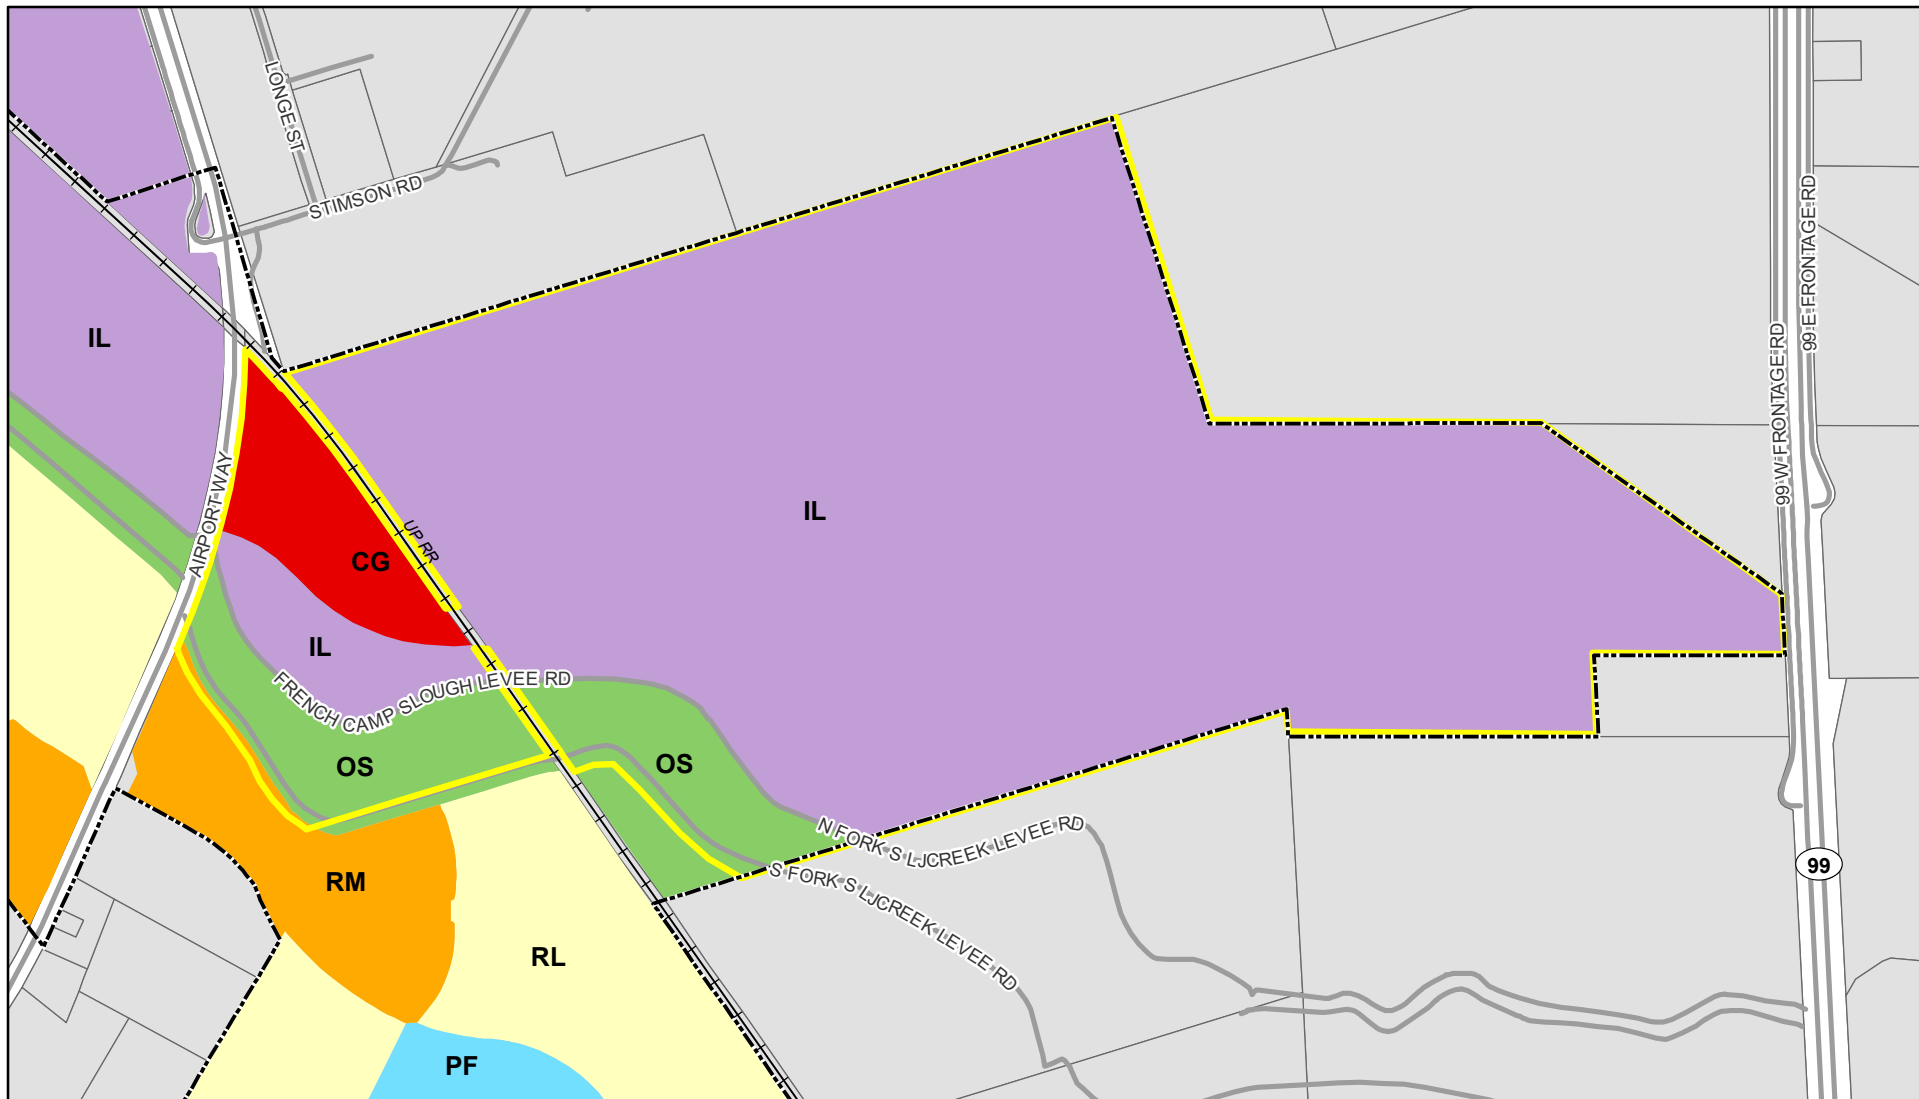 LONGE ST
STIMSON RD
99 E FRONTAGE RD
99 W FRONTAGE RD
IL
IL
AIRPORT WAY
UP RR
CG
IL
FRENCH CAMP SLOUGH LEVEE RD
OS
OS
N FORK S LJCREEK LEVEE RD
S FORK S LJCREEK LEVEE RD
99
RM
RL
PF